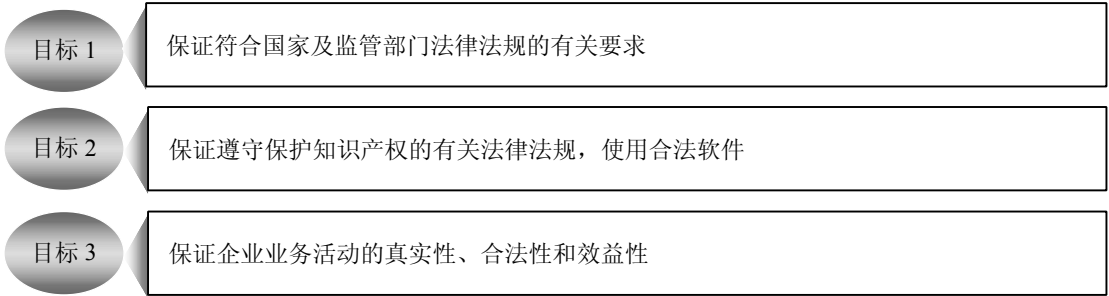 目标 1
保证符合国家及监管部门法律法规的有关要求
目标 2
保证遵守保护知识产权的有关法律法规，使用合法软件
目标 3
保证企业业务活动的真实性、合法性和效益性